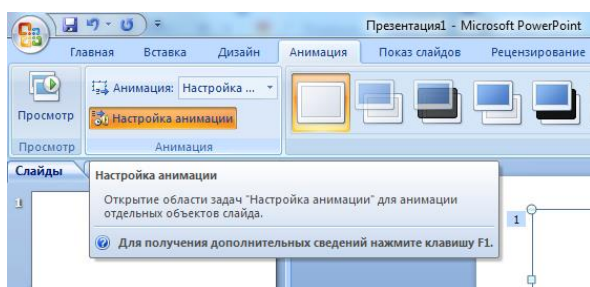 Презентация1 - Microsoft PowerPoint
Главная Вставка Дизайн Анимация Показ слайдов Рецензирование
Просмотр
Анимация: Настройка ...
Настройка анимации
Просмотр Анимация
Слайды
Настройка анимации
Открытие области задач "Настройка анимации" для анимации
отдельных объектов слайда.
Для получения дополнительных сведений нажмите клавишу F1.
1
1